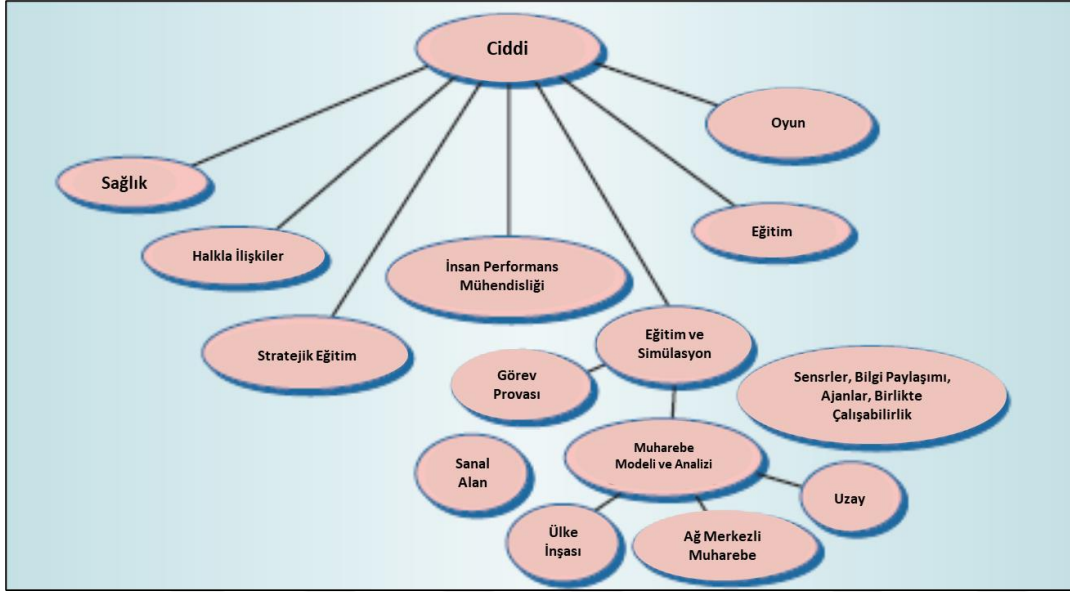 Ciddi
Oyun
Sağlık
Eğitim
Halkla İlişkiler
İnsan Performans
Mühendisliği
Stratejik Eğitim
Eğitim ve
Simülasyon
Görev
Provası
Sensrler, Bilgi Paylaşımı,
Ajanlar, Birlikte
Çalışabilirlik
Muharebe
Modeli ve Analizi
Sanal
Alan
Uzay
Ülke
İnşası
Ağ Merkezli
Muharebe